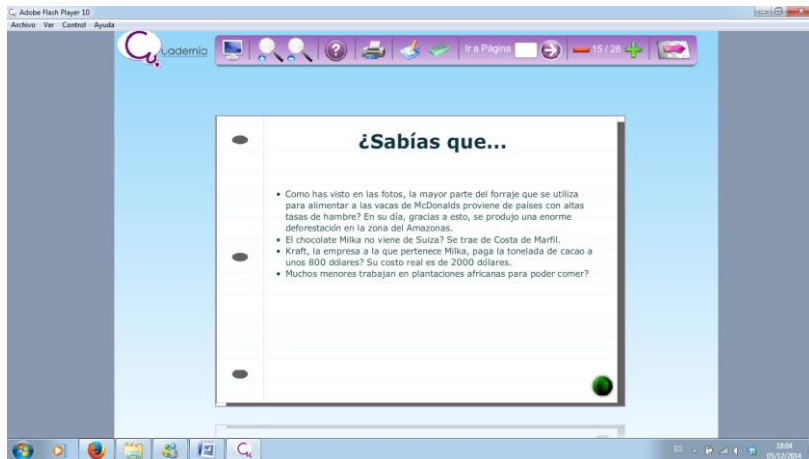 Adobe Flash Player 10
Archivo Ver Control Ayuda
Cuadernia
Ir a Página
15 / 28
¿Sabías que...
• Como has visto en las fotos, la mayor parte del forraje que se utiliza
para alimentar a las vacas de McDonalds proviene de países con altas
tasas de hambre? En su día, gracias a esto, se produjo una enorme
deforestación en la zona del Amazonas.
• El chocolate Milka no viene de Suiza? Se trae de Costa de Marfil.
• Kraft, la empresa a la que pertenece Milka, paga la tonelada de cacao a
unos 800 dólares? Su costo real es de 2000 dólares.
• Muchos menores trabajan en plantaciones africanas para poder comer?
ES
18:04
05/12/2014